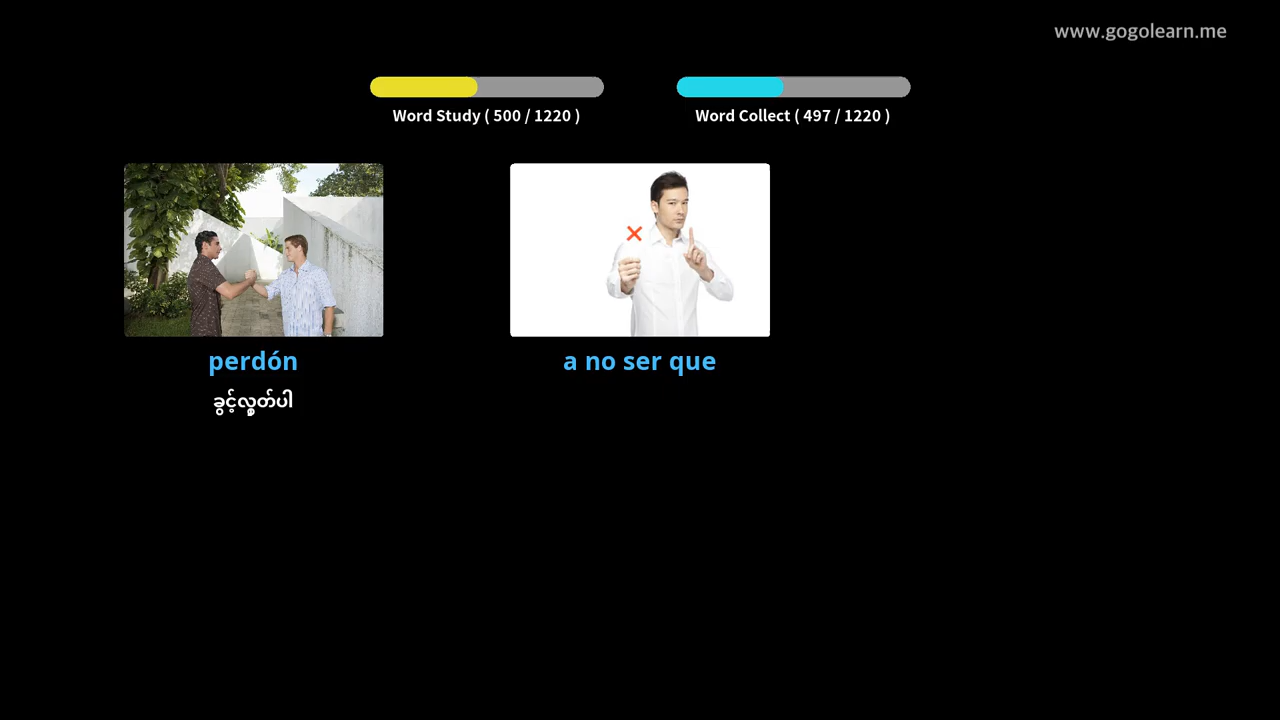 www.gogolearn.me
Word Study ( 500 / 1220 )
Word Collect ( 497 / 1220 )
perdón
a no ser que
ခွင့်လွှတ်ပါ